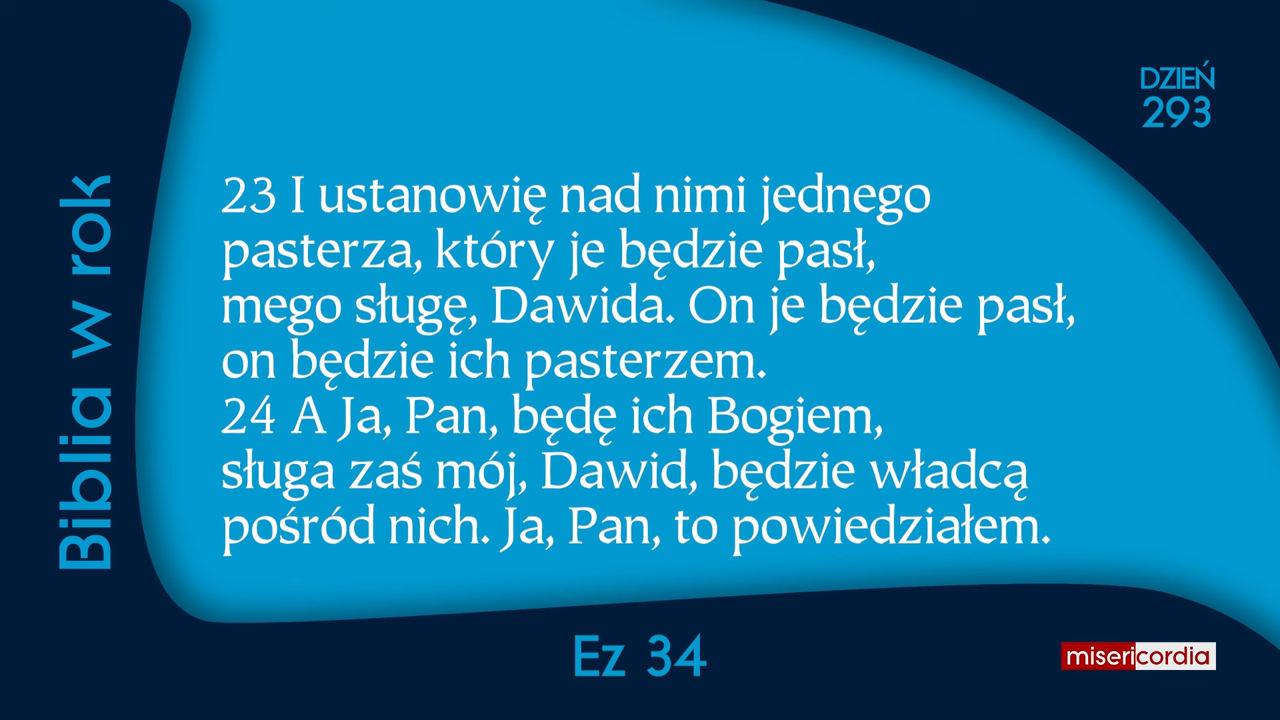 DZIEŃ
293
Biblia w rok
23 I ustanowię nad nimi jednego
pasterza, który je będzie pasł,
mego sługę, Dawida. On je będzie pasł,
on będzie ich pasterzem.
24 A Ja, Pan, będę ich Bogiem,
sługa zaś mój, Dawid, będzie władcą
pośród nich. Ja, Pan, to powiedziałem.
Ez 34
misericordia